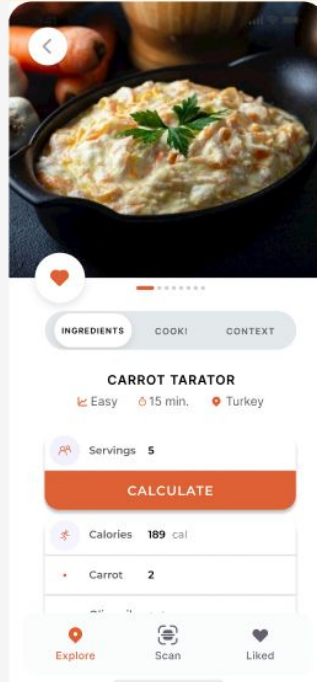 INGREDIENTS COOK! CONTEXT
CARROT TARATOR
Easy 15 min. Turkey
Servings 5
CALCULATE
Calories 189 cal
Carrot 2
Explore Scan Liked